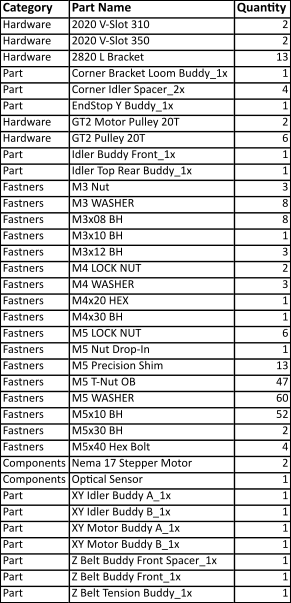 Category Part Name Quantity
Hardware 2020 V-Slot 310 2
Hardware 2020 V-Slot 350 2
Hardware 2820 L Bracket 13
Part Corner Bracket Loom Buddy_1x 1
Part Corner Idler Spacer_2x 4
Part EndStop Y Buddy_1x 1
Hardware GT2 Motor Pulley 20T 2
Hardware GT2 Pulley 20T 6
Part Idler Buddy Front_1x 1
Part Idler Top Rear Buddy_1x 1
Fastners M3 Nut 3
Fastners M3 WASHER 8
Fastners M3x08 BH 8
Fastners M3x10 BH 1
Fastners M3x12 BH 3
Fastners M4 LOCK NUT 2
Fastners M4 WASHER 3
Fastners M4x20 HEX 1
Fastners M4x30 BH 1
Fastners M5 LOCK NUT 6
Fastners M5 Nut Drop-In 1
Fastners M5 Precision Shim 13
Fastners M5 T-Nut OB 47
Fastners M5 WASHER 60
Fastners M5x10 BH 52
Fastners M5x30 BH 2
Fastners M5x40 Hex Bolt 4
Components Nema 17 Stepper Motor 2
Components Optical Sensor 1
Part XY Idler Buddy A_1x 1
Part XY Idler Buddy B_1x 1
Part XY Motor Buddy A_1x 1
Part XY Motor Buddy B_1x 1
Part Z Belt Buddy Front Spacer_1x 1
Part Z Belt Buddy Front_1x 1
Part Z Belt Tension Buddy_1x 1